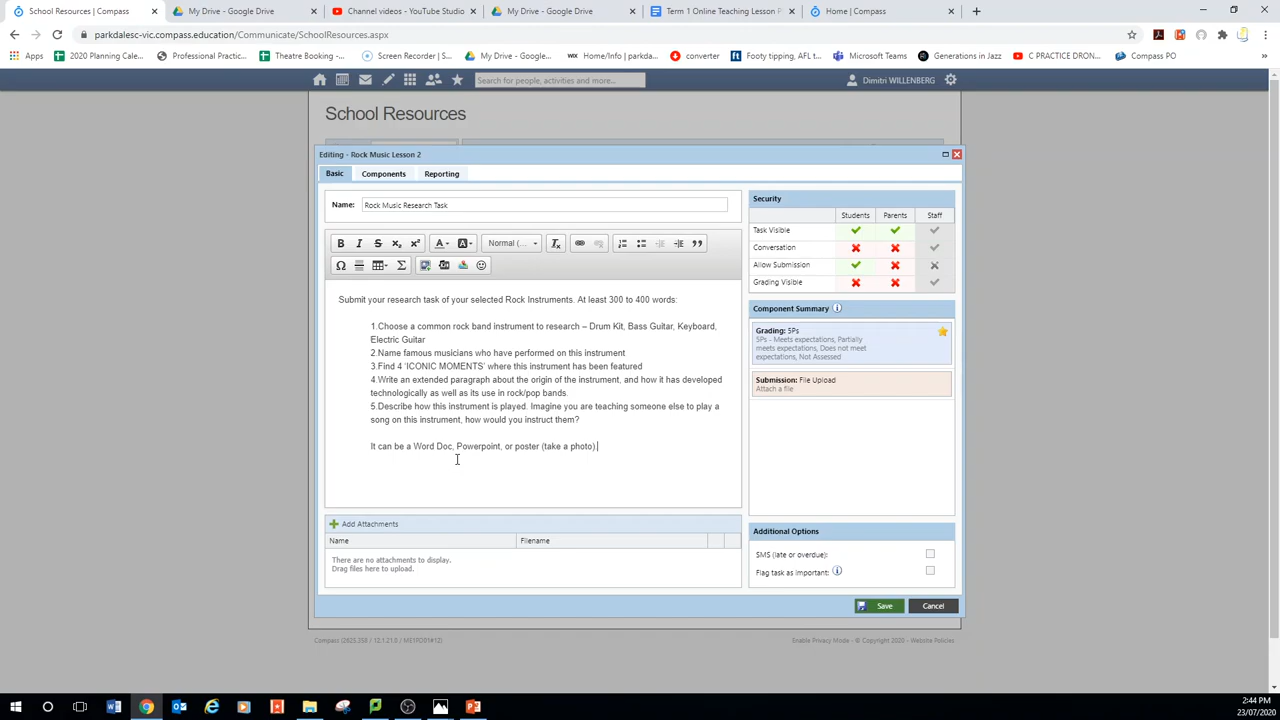 School Resources | Compass
My Drive - Google Drive
Channel videos - YouTube Studio
My Drive - Google Drive
Term 1 Online Teaching Lesson P
Home | Compass
parkdalesc-vic.compass.education/Communicate/SchoolResources.aspx
Apps
2020 Planning Cale...
Professional Practic...
Theatre Booking -...
Screen Recorder | S...
My Drive - Google...
Home/Info | parkda...
converter
Footy tipping, AFL t...
Microsoft Teams
Generations in Jazz
C PRACTICE DRON...
Compass PO
Search for people, activities and more...
Dimitri WILLENBERG
School Resources
Editing - Rock Music Lesson 2
Basic
Components
Reporting
Name:
Rock Music Research Task
Normal (...
Submit your research task of your selected Rock Instruments. At least 300 to 400 words:
1.Choose a common rock band instrument to research – Drum Kit, Bass Guitar, Keyboard,
Electric Guitar
2.Name famous musicians who have performed on this instrument
3.Find 4 'ICONIC MOMENTS' where this instrument has been featured
4.Write an extended paragraph about the origin of the instrument, and how it has developed
technologically as well as its use in rock/pop bands.
5.Describe how this instrument is played. Imagine you are teaching someone else to play a
song on this instrument, how would you instruct them?
It can be a Word Doc, Powerpoint, or poster (take a photo)
Add Attachments
Name
Filename
There are no attachments to display.
Drag files here to upload.
Security
Students
Parents
Staff
Task Visible
Conversation
Allow Submission
Grading Visible
Component Summary
Grading: 5Ps
5Ps - Meets expectations, Partially
meets expectations, Does not meet
expectations, Not Assessed
Submission: File Upload
Attach a file
Additional Options
SMS (late or overdue):
Flag task as important:
Save
Cancel
Enable Privacy Mode - © Copyright 2020 - Website Policies
2:44 PM
23/07/2020